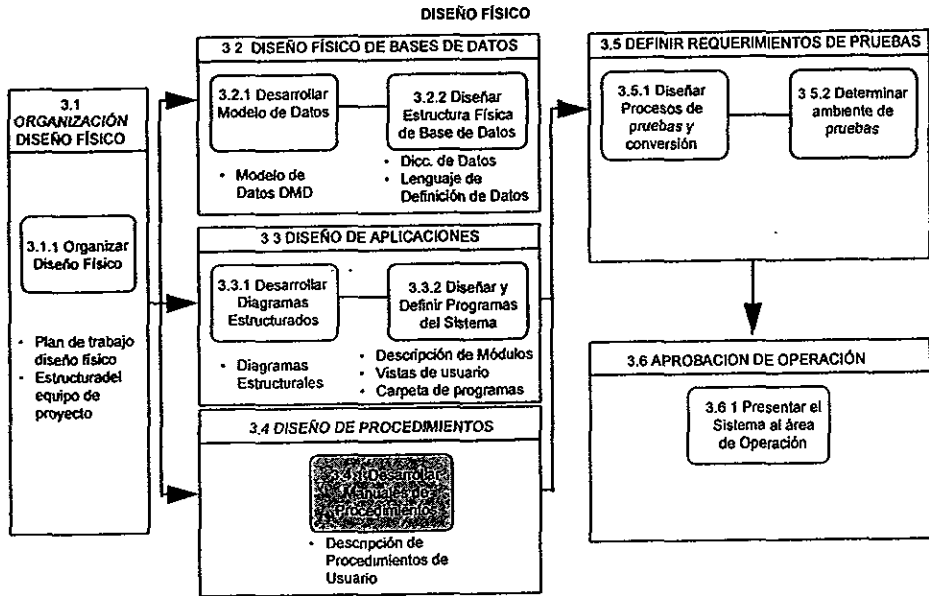 DISEÑO FÍSICO
3.1
ORGANIZACIÓN
DISEÑO FÍSICO
3.1.1 Organizar
Diseño Físico
• Plan de trabajo
diseño físico
• Estructuradel
equipo de
proyecto
3 2 DISEÑO FÍSICO DE BASES DE DATOS
3.2.1 Desarrollar
Modelo de Datos
3.2.2 Diseñar
Estructura Física
de Base de Datos
• Modelo de
Datos DMD
• Dicc. de Datos
• Lenguaje de
Definición de Datos
3 3 DISEÑO DE APLICACIONES
3.3.1 Desarrollar
Diagramas
Estructurados
3.3.2 Diseñar y
Definir Programas
del Sistema
• Diagramas
Estructurales
• Descripción de Módulos
• Vistas de usuario
• Carpeta de programas
3.4 DISEÑO DE PROCEDIMIENTOS
3.4.1 Desarrollar
Manuales de
Procedimientos
• Descripción de
Procedimientos de
Usuario
3.5 DEFINIR REQUERIMIENTOS DE PRUEBAS
3.5.1 Diseñar
Procesos de
pruebas y
conversión
3 5.2 Determinar
ambiente de
pruebas
3.6 APROBACION DE OPERACIÓN
3.6 1 Presentar el
Sistema al área
de Operación